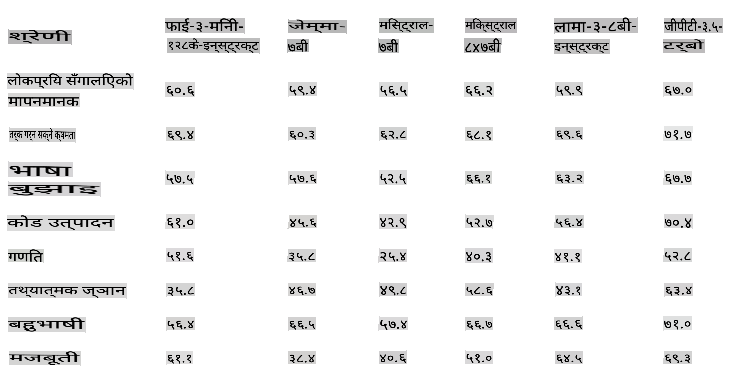 श्रेणी फाई-३-मिनी-१२८के-इन्स्ट्रक्ट जेम्मा-७बी मिस्ट्राल-७बी मिक्स्ट्राल ८x७बी लामा-३-८बी-इन्स्ट्रक्ट जीपीटी-३.५-टर्बो
लोकप्रिय सँगालिएको मापनमानक ६०.६ ५९.४ ५६.५ ६६.२ ५९.९ ६७.०
तर्क गर्न सक्ने क्षमता ६९.४ ६०.३ ६२.८ ६८.१ ६९.६ ७१.७
भाषा बुझाइ ५७.५ ५७.६ ५२.५ ६६.१ ६३.२ ६७.७
कोड उत्पादन ६१.० ४५.६ ४२.९ ५२.७ ५६.४ ७०.४
गणित ५१.६ ३५.८ २५.४ ४०.३ ४१.१ ५२.८
तथ्यात्मक ज्ञान ३५.८ ४६.७ ४९.८ ५८.६ ४३.१ ६३.४
बहुभाषी ५६.४ ६६.५ ५७.४ ६६.७ ६६.६ ७१.०
मजबूती ६१.१ ३८.४ ४०.६ ५१.० ६४.५ ६९.३